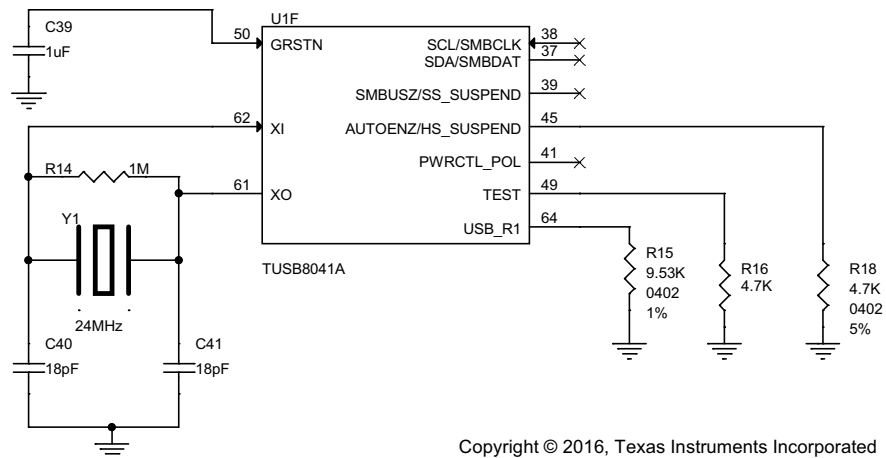 U1F
C39
1uF
50
GRSTN
SCL/SMBCLK
38
SDA/SMBDAT
37
SMBUSZ/SS_SUSPEND
39
62
XI
AUTOENZ/HS_SUSPEND
45
R14
1M
PWRCTL_POL
41
61
XO
TEST
49
Y1
USB_R1
64
TUSB8041A
R15
9.53K
0402
1%
R16
4.7K
R18
4.7K
0402
5%
24MHz
C40
18pF
C41
18pF
Copyright © 2016, Texas Instruments Incorporated